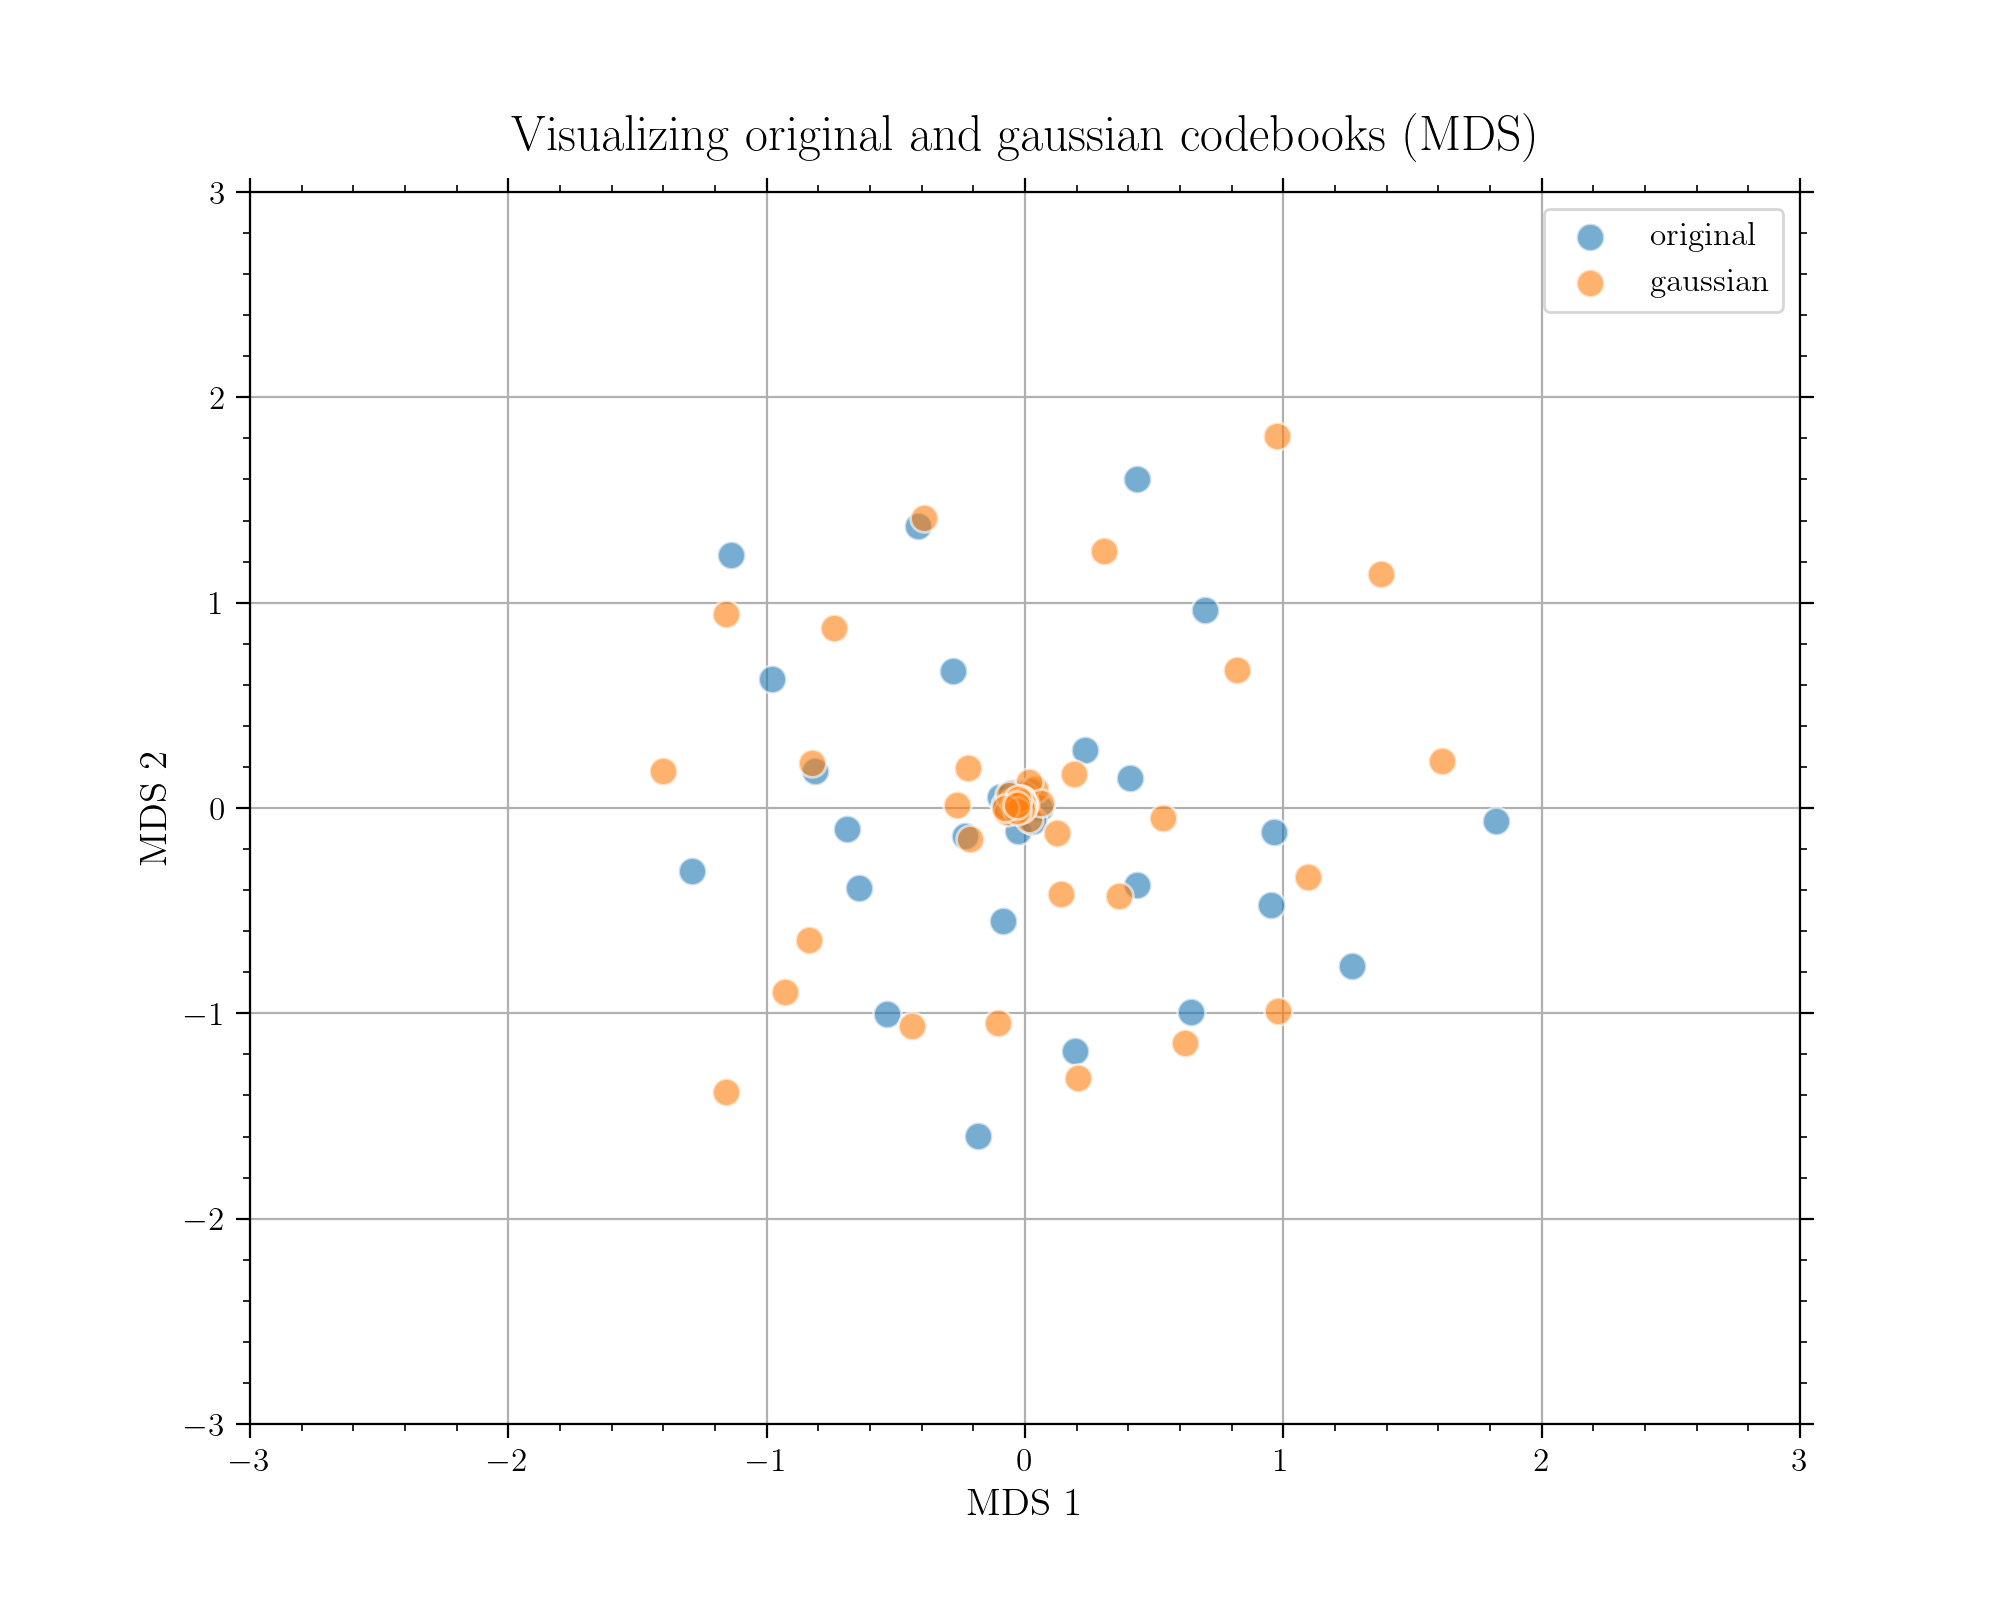 Visualizing original and gaussian codebooks (MDS)
original
gaussian
3
2
1
0
−1
−2
−3
MDS 2
−3
−2
−1
0
1
2
3
MDS 1